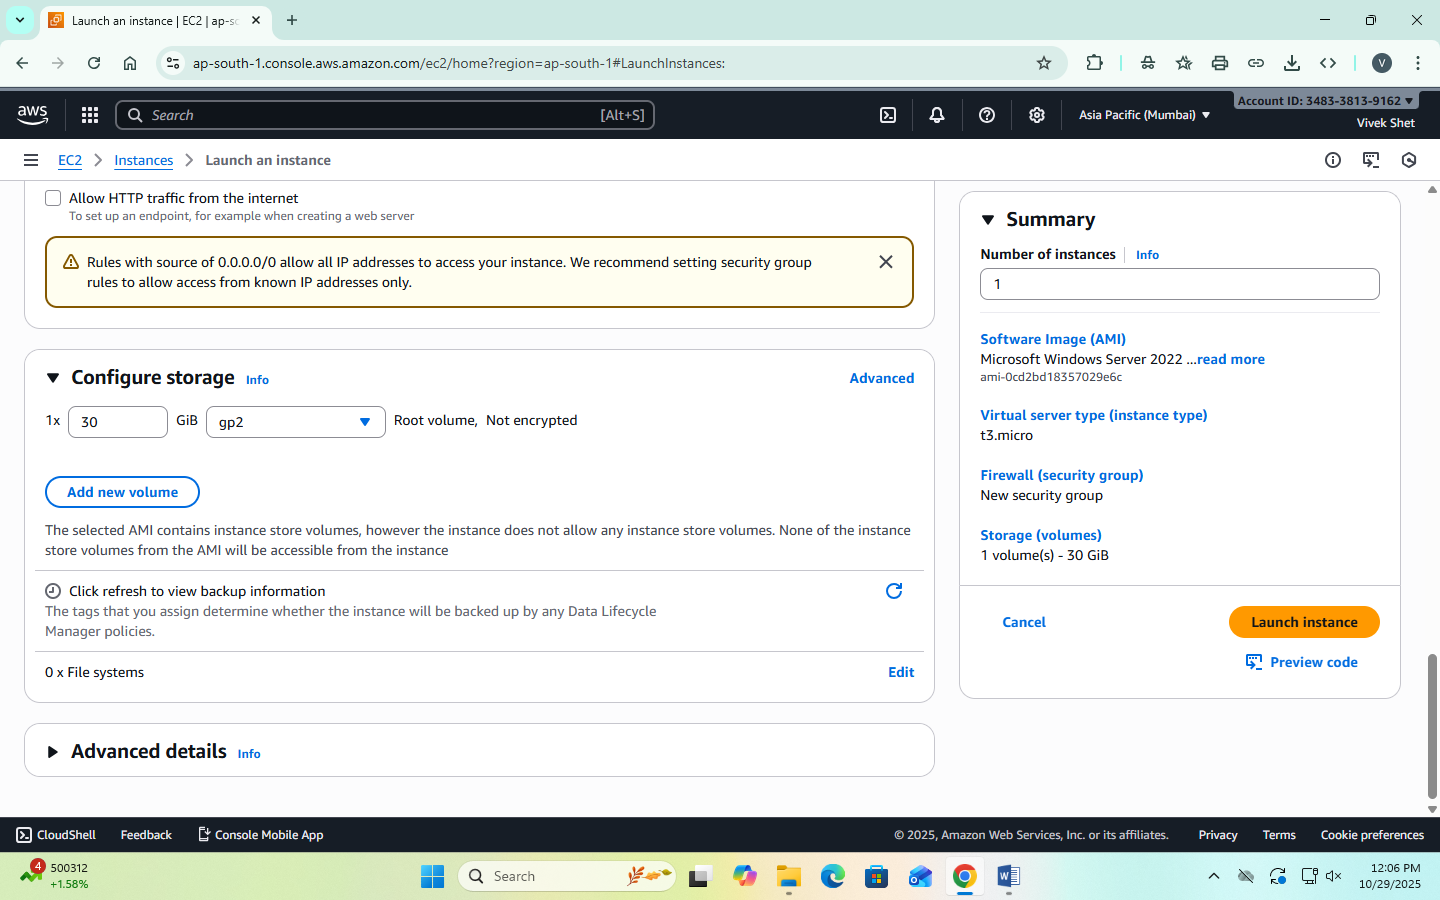 Launch an instance | EC2 | ap-sc
ap-south-1.console.aws.amazon.com/ec2/home?region=ap-south-1#LaunchInstances:
V
aws
Search
[Alt+S]
Asia Pacific (Mumbai)
Account ID: 3483-3813-9162
Vivek Shet
EC2
Instances
Launch an instance
Allow HTTP traffic from the internet
To set up an endpoint, for example when creating a web server
Rules with source of 0.0.0.0/0 allow all IP addresses to access your instance. We recommend setting security group
rules to allow access from known IP addresses only.
Configure storage
Info
Advanced
1x
30
GiB
gp2
Root volume, Not encrypted
Add new volume
The selected AMI contains instance store volumes, however the instance does not allow any instance store volumes. None of the instance
store volumes from the AMI will be accessible from the instance
Click refresh to view backup information
The tags that you assign determine whether the instance will be backed up by any Data Lifecycle
Manager policies.
0 x File systems
Edit
Advanced details
Info
Summary
Number of instances
Info
1
Software Image (AMI)
Microsoft Windows Server 2022 ...read more
ami-0cd2bd18357029e6c
Virtual server type (instance type)
t3.micro
Firewall (security group)
New security group
Storage (volumes)
1 volume(s) - 30 GiB
Cancel
Launch instance
Preview code
CloudShell
Feedback
Console Mobile App
© 2025, Amazon Web Services, Inc. or its affiliates.
Privacy
Terms
Cookie preferences
4
500312
+1.58%
Search
12:06 PM
10/29/2025